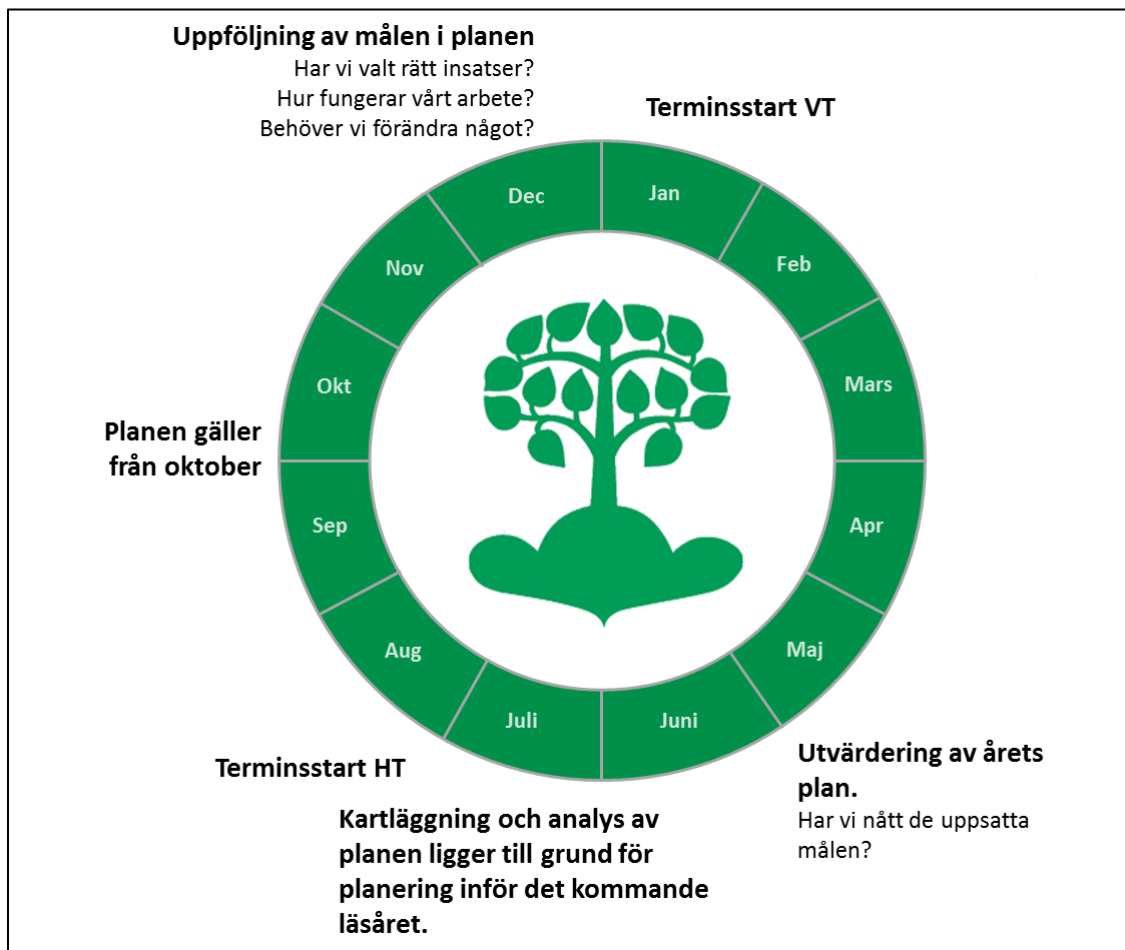 Uppföljning av målen i planen
Har vi valt rätt insatser?
Hur fungerar vårt arbete?
Behöver vi förändra något?
Terminsstart VT
Dec
Jan
Nov
Feb
Okt
Mars
Planen gäller
från oktober
Sep
Apr
Aug
Maj
Juli
Juni
Terminsstart HT
Utvärdering av årets
plan.
Har vi nått de uppsatta
målen?
Kartläggning och analys av
planen ligger till grund för
planering inför det kommande
läsåret.